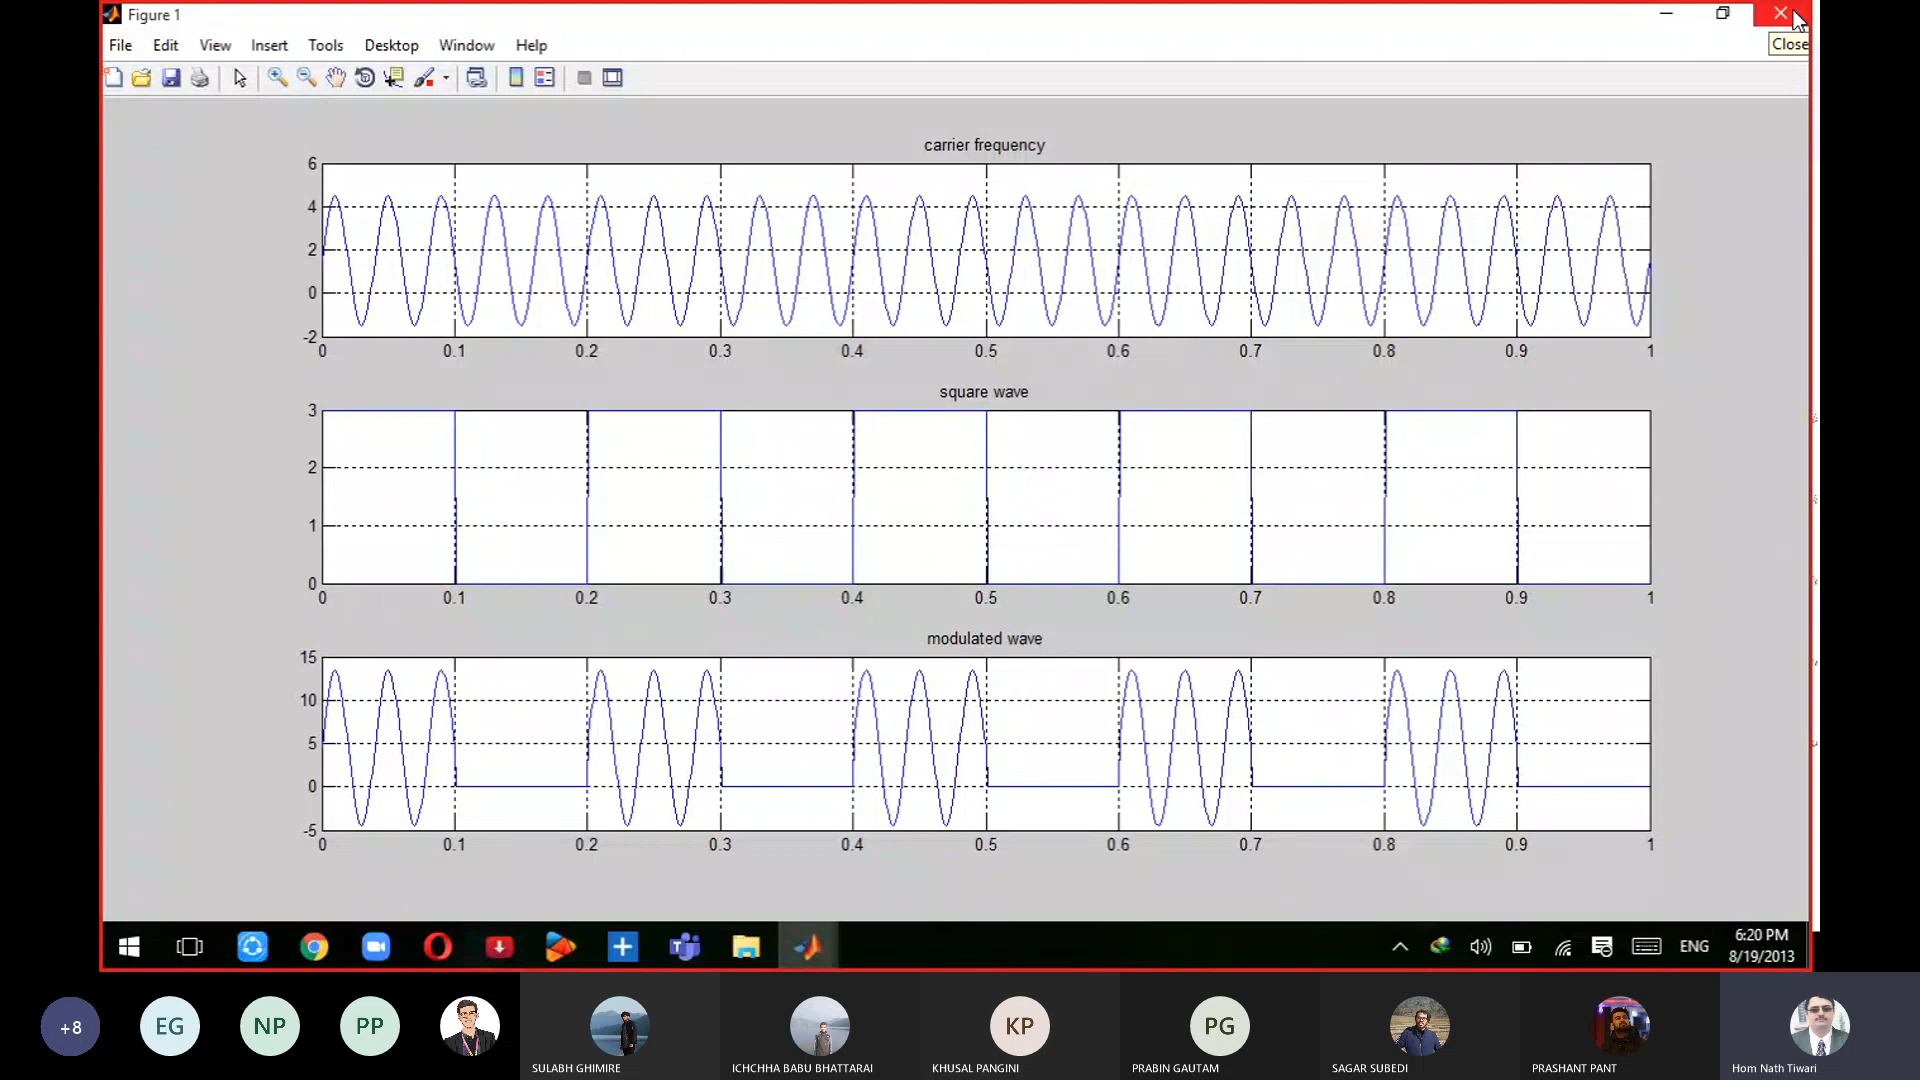 Figure 1
File Edit View Insert Tools Desktop Window Help
Close
carrier frequency
6
4
2
0
-2
0 0.1 0.2 0.3 0.4 0.5 0.6 0.7 0.8 0.9 1
square wave
3
2
1
0
0 0.1 0.2 0.3 0.4 0.5 0.6 0.7 0.8 0.9 1
modulated wave
15
10
5
0
-5
0 0.1 0.2 0.3 0.4 0.5 0.6 0.7 0.8 0.9 1
ENG
6:20 PM
8/19/2013
+8 EG NP PP KP PG
SULABH GHIMIRE ICHCHHA BABU BHATTARAI KHUSAL PANGINI PRABIN GAUTAM SAGAR SUBEDI PRASHANT PANT Hom Nath Tiwari